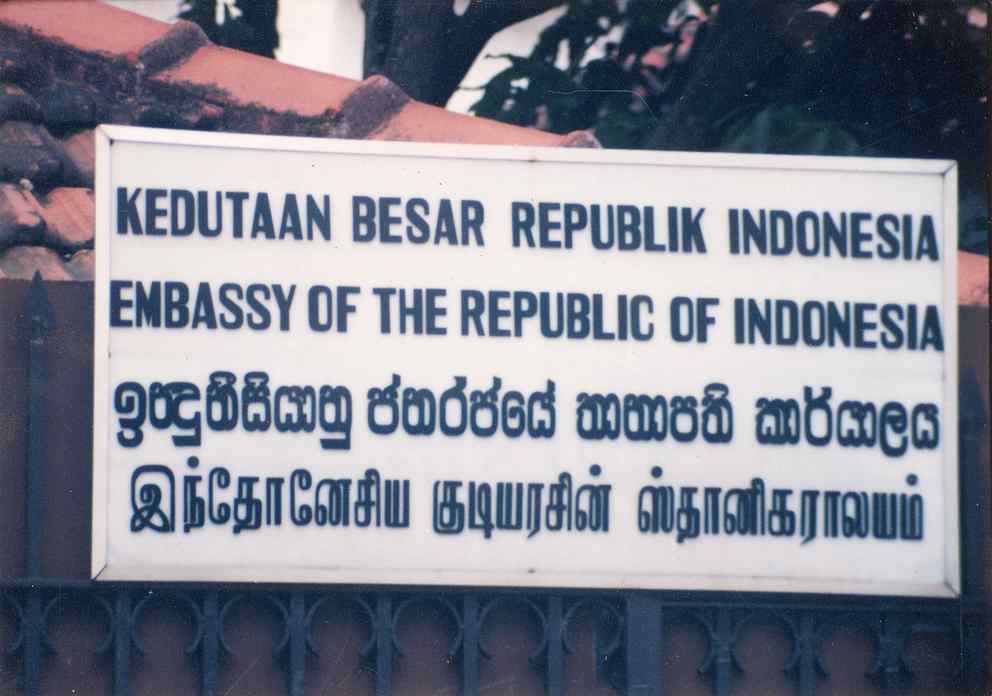 KEDUTAAN BESAR REPUBLIK INDONESIA
EMBASSY OF THE REPUBLIC OF INDONESIA
ඉන්‍දුනීසියානු ජනරජයේ තානාපති කාර්යාලය
இந்தோனேசிய குடியரசின் ஸ்தானிகராலயம்